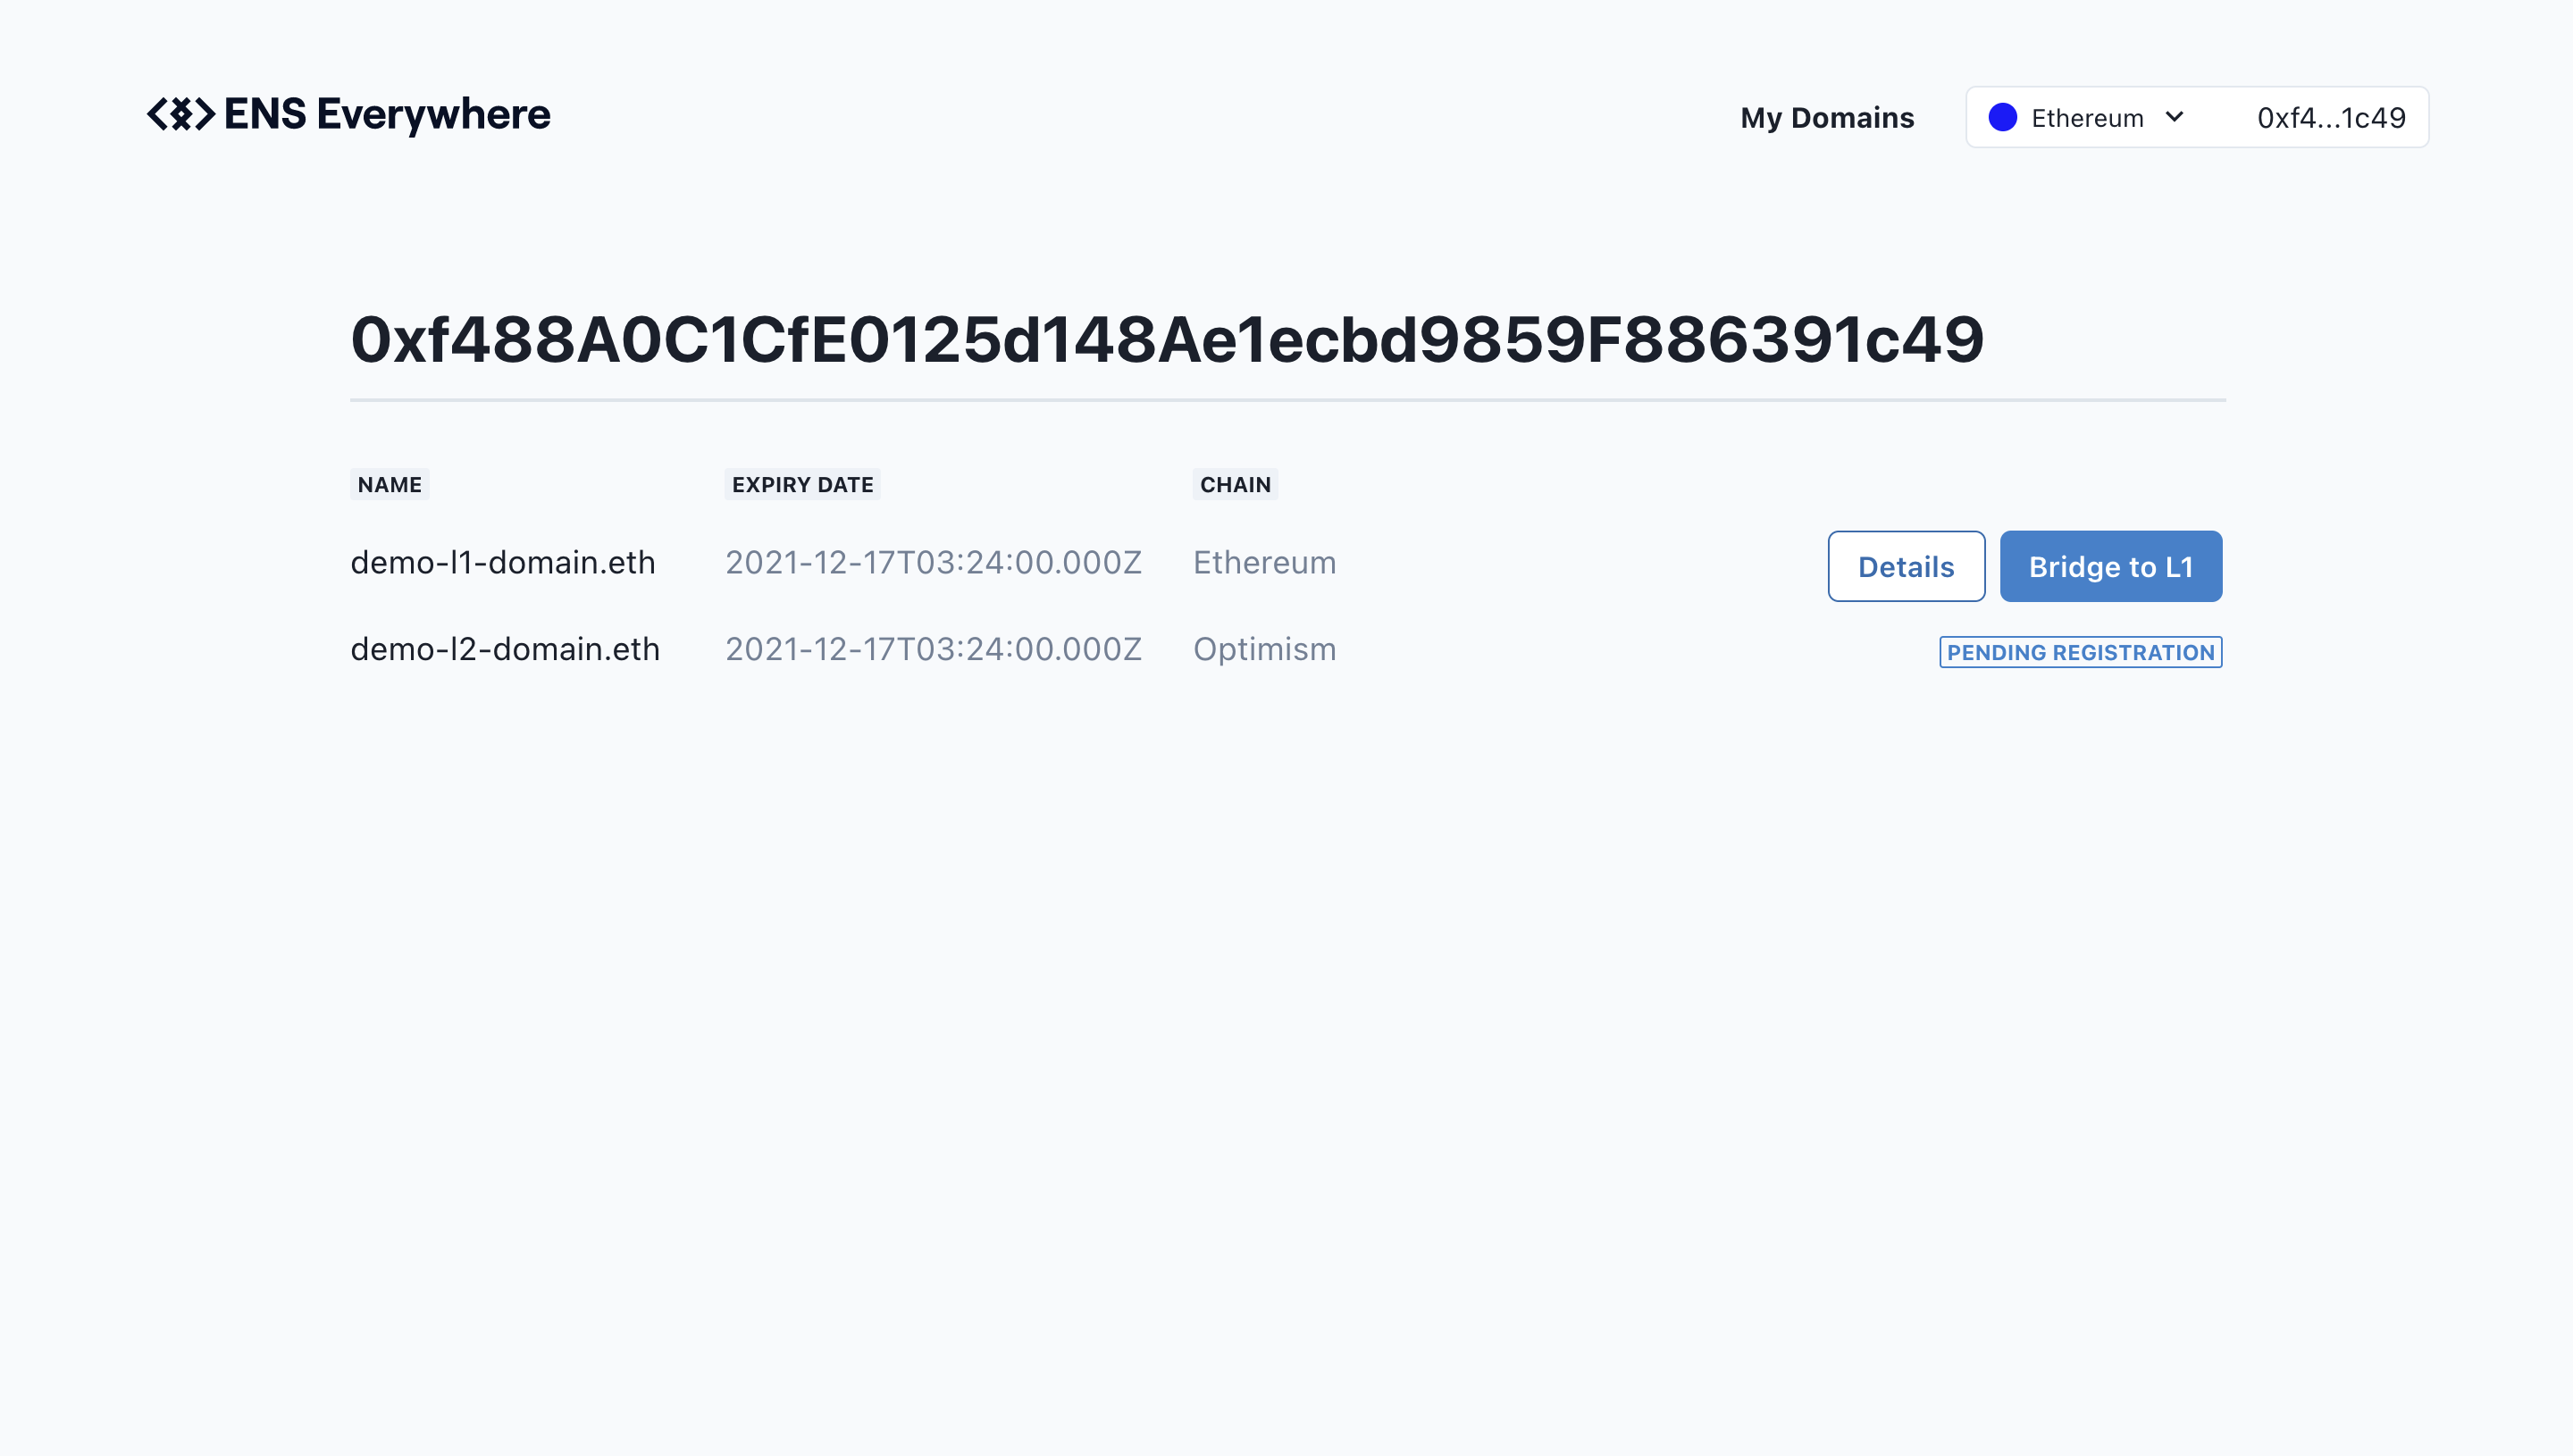 ENS Everywhere
My Domains
Ethereum
0xf4...1c49
0xf488A0C1CfE0125d148Ae1ecbd9859F886391c49
NAME EXPIRY DATE CHAIN
demo-l1-domain.eth 2021-12-17T03:24:00.000Z Ethereum Details Bridge to L1
demo-l2-domain.eth 2021-12-17T03:24:00.000Z Optimism PENDING REGISTRATION